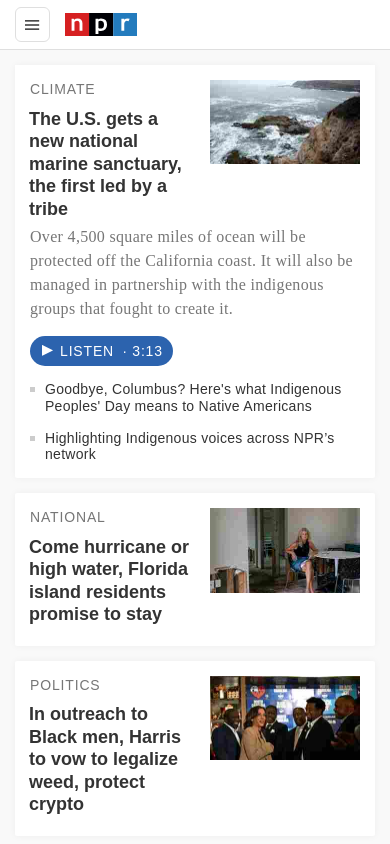 npr
CLIMATE
The U.S. gets a
new national
marine sanctuary,
the first led by a
tribe
Over 4,500 square miles of ocean will be
protected off the California coast. It will also be
managed in partnership with the indigenous
groups that fought to create it.
LISTEN · 3:13
Goodbye, Columbus? Here's what Indigenous
Peoples' Day means to Native Americans
Highlighting Indigenous voices across NPR’s
network
NATIONAL
Come hurricane or
high water, Florida
island residents
promise to stay
POLITICS
In outreach to
Black men, Harris
to vow to legalize
weed, protect
crypto